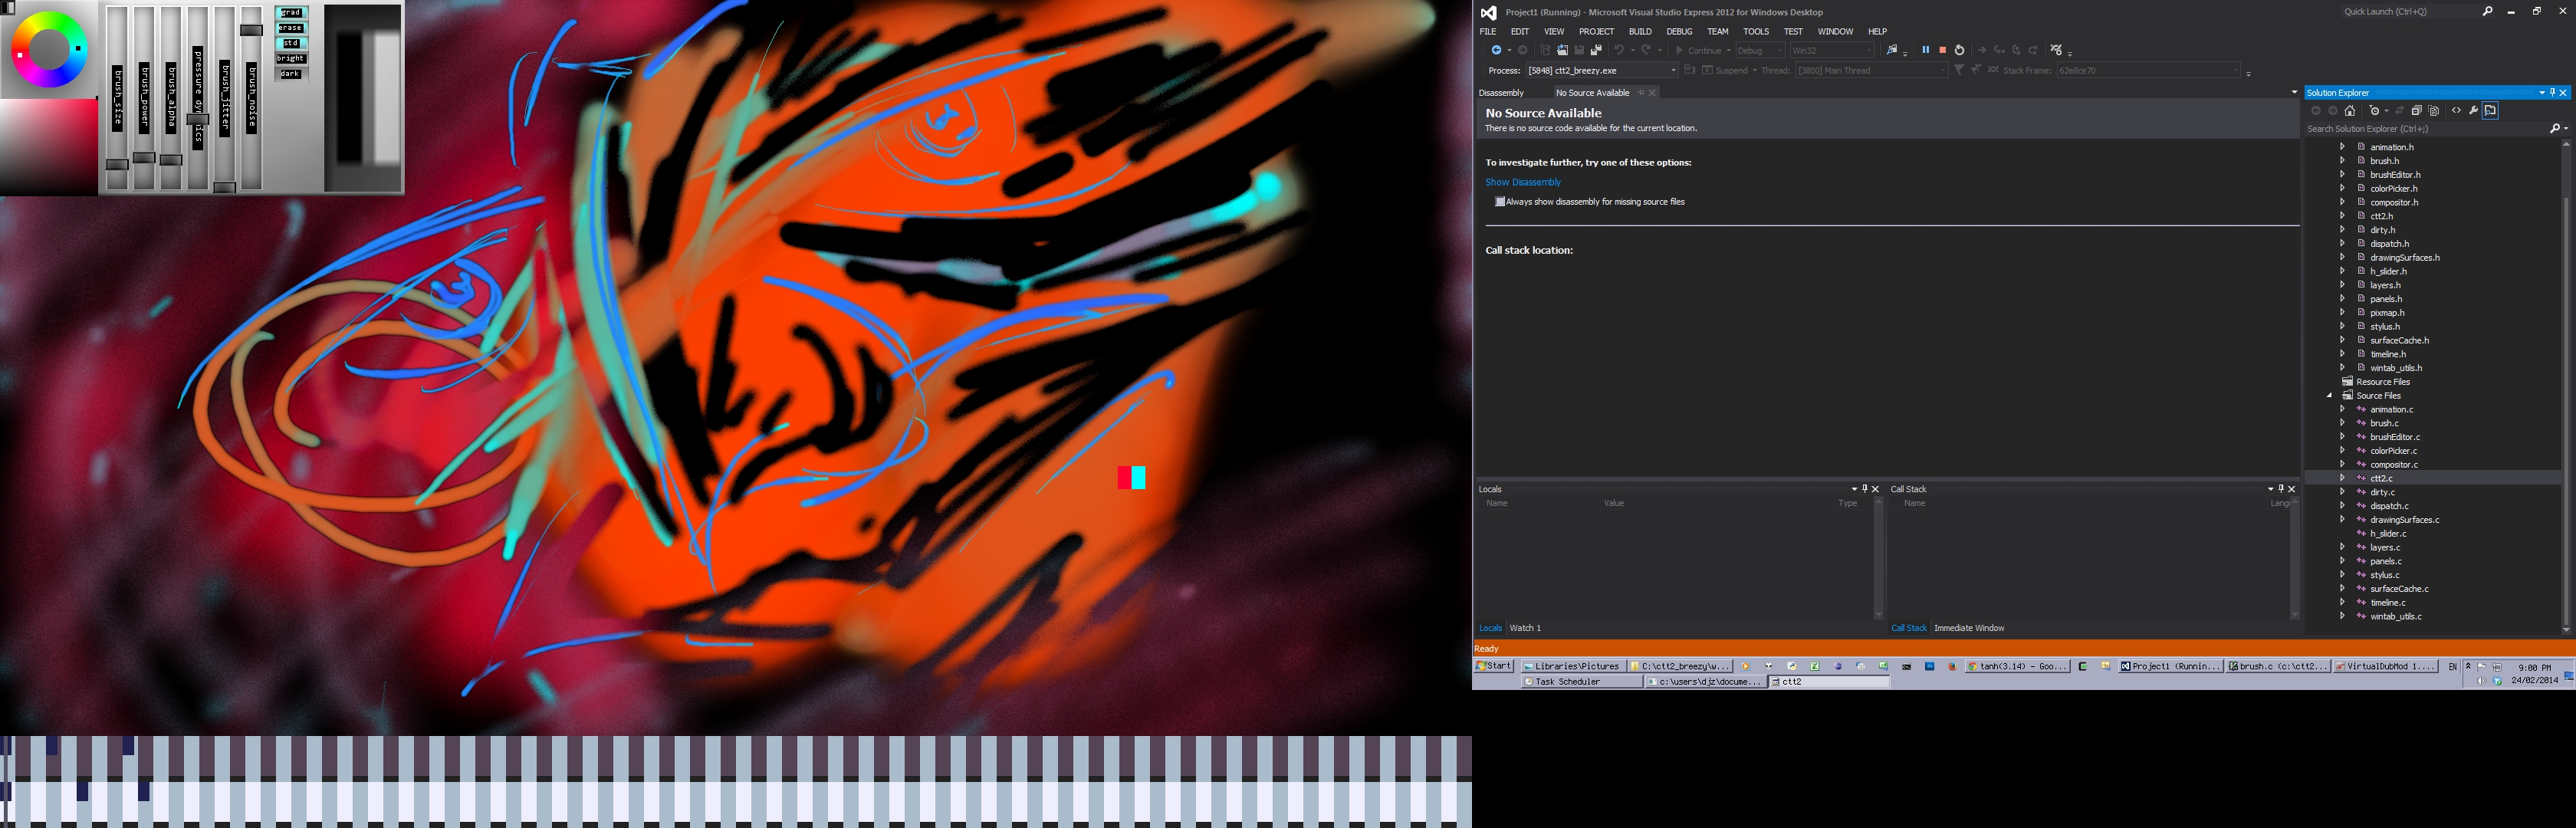 brush_size
brush_power
brush_alpha
brush_jitter
brush_noise
grad
erase
std
bright
dark
Project1 (Running) - Microsoft Visual Studio Express 2012 for Windows Desktop
Quick Launch (Ctrl+Q)
FILE EDIT VIEW PROJECT BUILD DEBUG TEAM TOOLS TEST WINDOW HELP
Continue Debug Win32
Process: [5848] ctt2_breezy.exe Suspend Thread: [3800] Main Thread Stack Frame: 62e8ce70
Disassembly No Source Available
No Source Available
There is no source code available for the current location.
To investigate further, try one of these options:
Show Disassembly
Always show disassembly for missing source files
Call stack location:
Solution Explorer
Search Solution Explorer (Ctrl+;)
animation.h
brush.h
brushEditor.h
colorPicker.h
compositor.h
ctt2.h
dirty.h
dispatch.h
drawingSurfaces.h
h_slider.h
layers.h
panels.h
pixmap.h
stylus.h
surfaceCache.h
timeline.h
wintab_utils.h
Resource Files
Source Files
animation.c
brush.c
brushEditor.c
colorPicker.c
compositor.c
ctt2.c
dirty.c
dispatch.c
drawingSurfaces.c
h_slider.c
layers.c
panels.c
stylus.c
surfaceCache.c
timeline.c
wintab_utils.c
Locals
Name Value Type
Locals Watch 1
Call Stack
Name Lang
Call Stack Immediate Window
Ready
Start Libraries\Pictures C:\ctt2_breezy\w... tanh(3.14) - Goo... Project1 (Runnin... brush.c (c:\ctt2... VirtualDubMod 1.... EN 9:00 PM
Task Scheduler c:\users\djz\docume... ctt2 24/02/2014